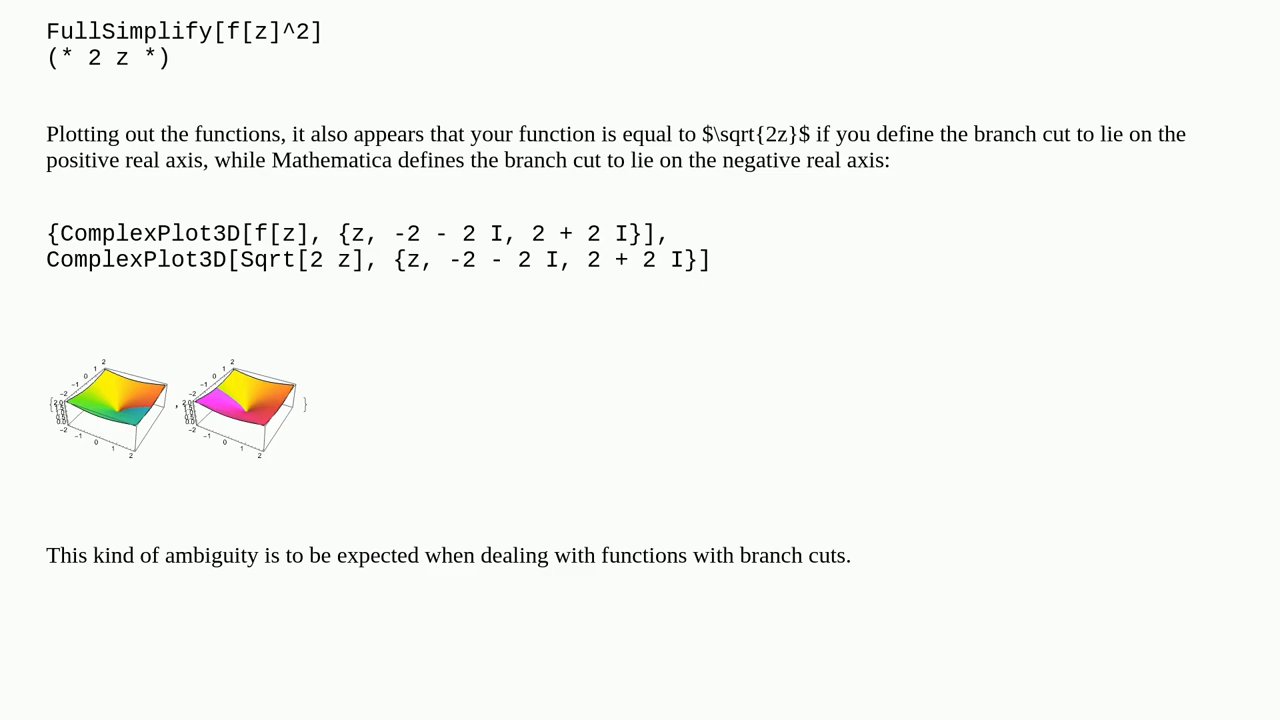 FullSimplify[f[z]^2]
(* 2 z *)
Plotting out the functions, it also appears that your function is equal to $\sqrt{2z}$ if you define the branch cut to lie on the
positive real axis, while Mathematica defines the branch cut to lie on the negative real axis:
{ComplexPlot3D[f[z], {z, -2 - 2 I, 2 + 2 I}],
ComplexPlot3D[Sqrt[2 z], {z, -2 - 2 I, 2 + 2 I}]
This kind of ambiguity is to be expected when dealing with functions with branch cuts.